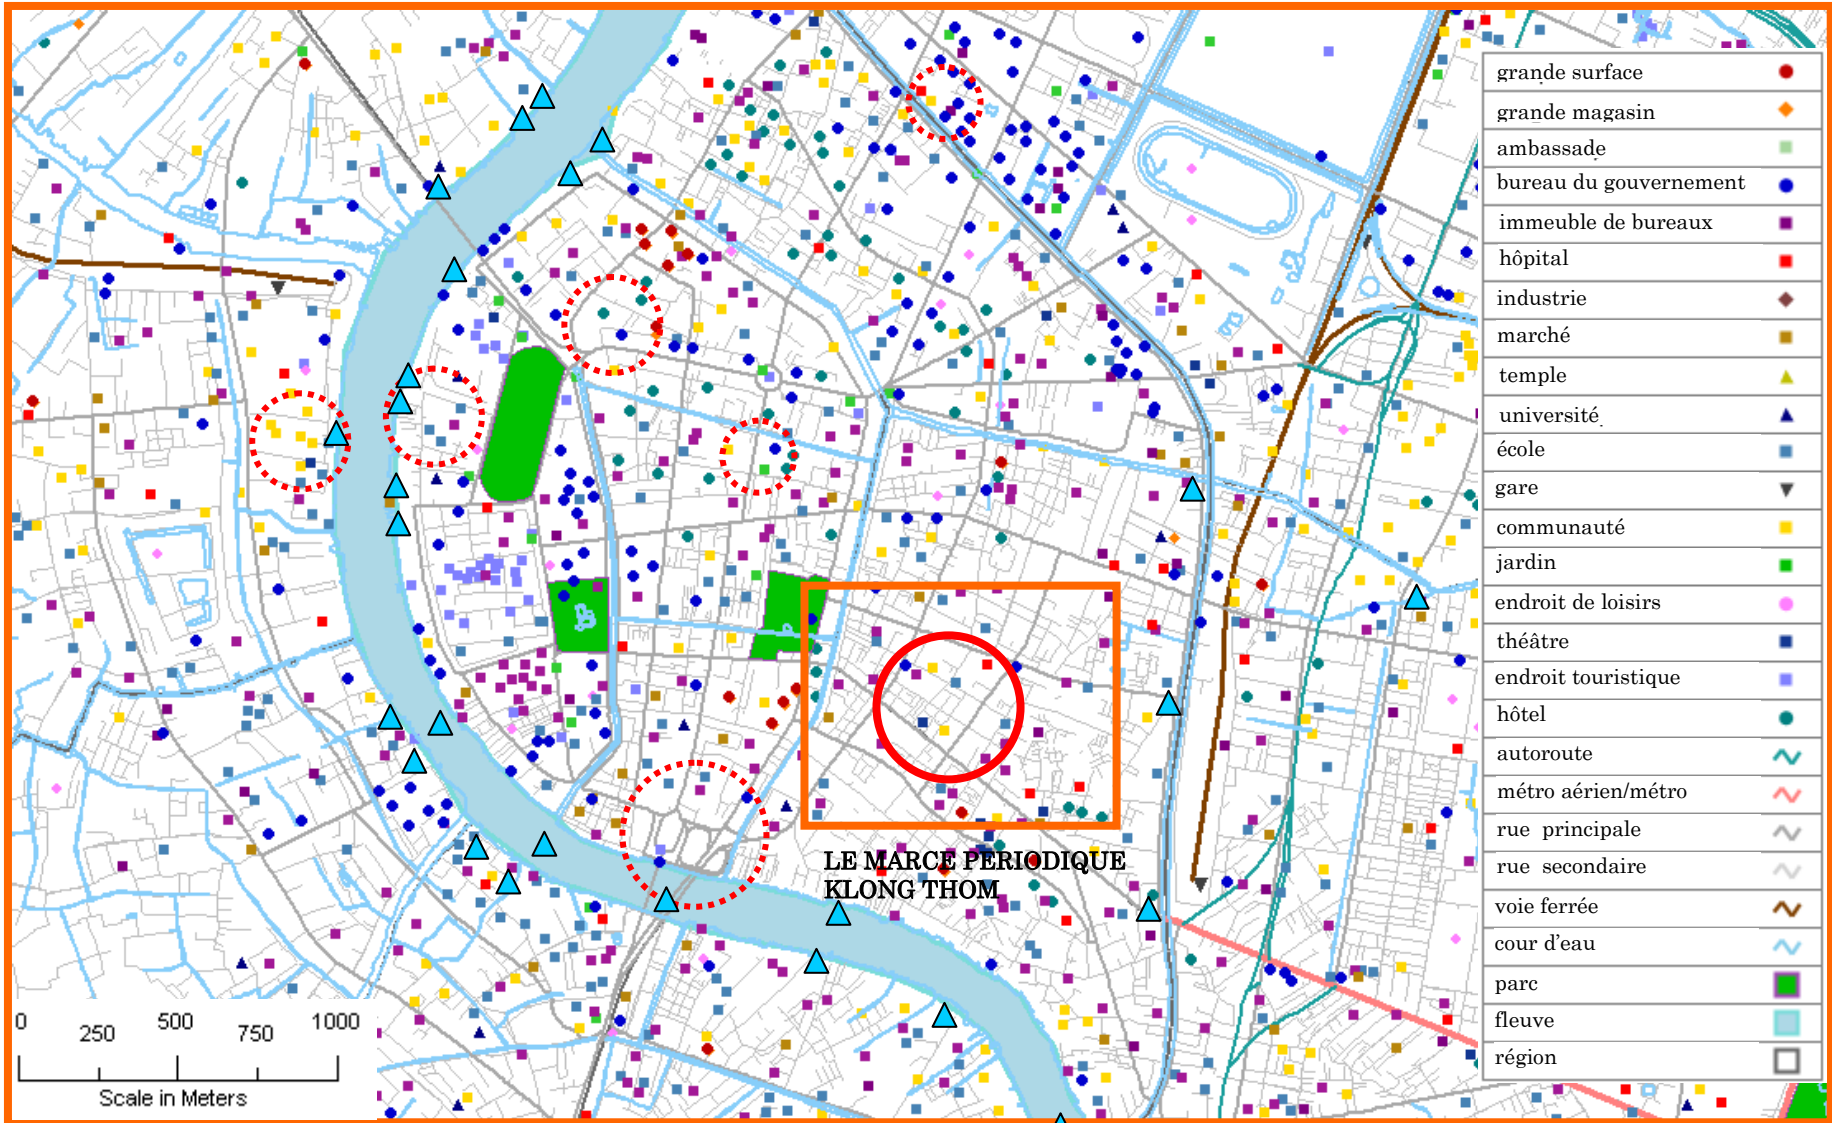 grande surface
grande magasin
ambassade
bureau du gouvernement
immeuble de bureaux
hôpital
industrie
marché
temple
université
école
gare
communauté
jardin
endroit de loisirs
théâtre
endroit touristique
hôtel
autoroute
métro aérien/métro
rue principale
rue secondaire
voie ferrée
cour d'eau
parc
fleuve
région
LE MARCE PERIODIQUE
KLONG THOM
0 250 500 750 1000
Scale in Meters